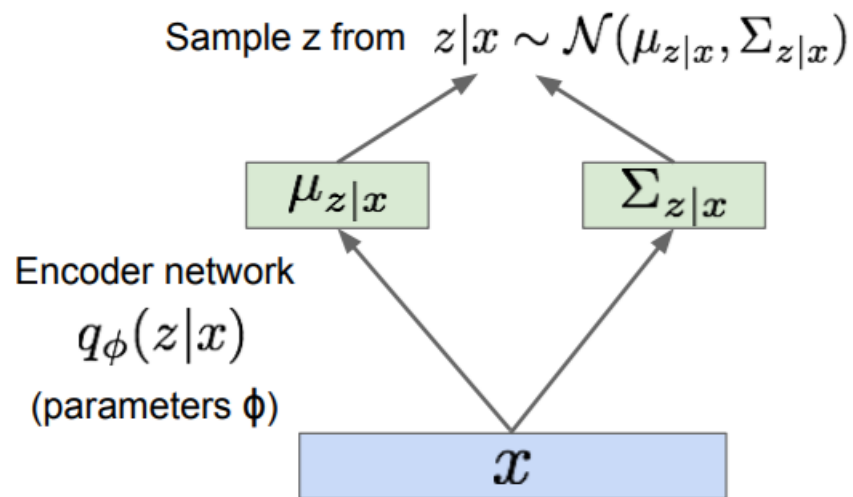 Sample z from z|x ∼ 𝒩(μ_{z|x}, Σ_{z|x})
μ_{z|x} Σ_{z|x}
Encoder network
q_ϕ(z|x)
(parameters ϕ)
x